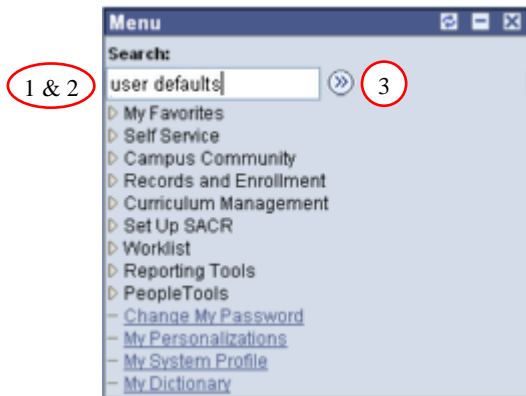 Menu
Search:
1 & 2 user defaults 3
My Favorites
Self Service
Campus Community
Records and Enrollment
Curriculum Management
Set Up SACR
Worklist
Reporting Tools
PeopleTools
Change My Password
My Personalizations
My System Profile
My Dictionary